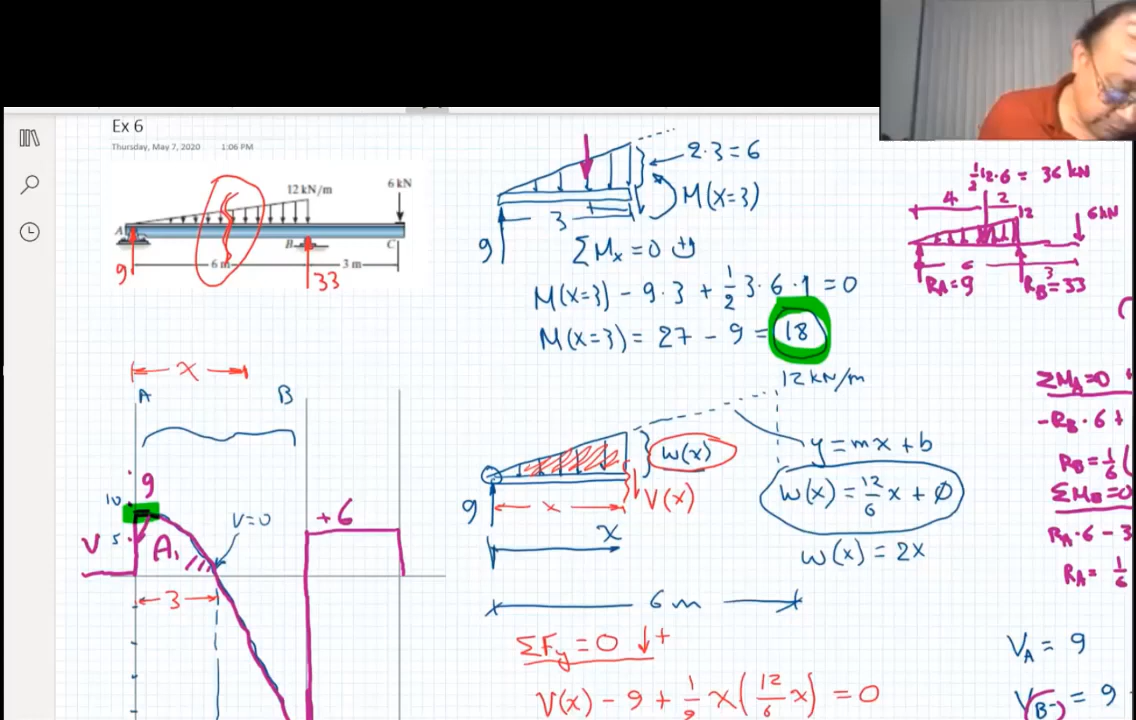 Ex 6
Thursday, May 7, 2020 1:06 PM
12 kN/m
6 kN
A
B
C
6 m
3 m
9
33
x
A
B
9
10
5
V
A₁
V=0
+6
3
2·3=6
M(x=3)
3
9
ΣMₓ=0
M(x=3) - 9·3 + 1/2 3·6·1 = 0
M(x=3) = 27 - 9 = 18
12 kN/m
w(x)
V(x)
9
x
x
y = mx + b
w(x) = 12/6 x + 0
w(x) = 2x
6 m
ΣFy = 0 ↓+
V(x) - 9 + 1/2 x(12/6 x) = 0
1/2 12·6 = 36 kN
4
2
12
6 kN
6
3
RA=9
RB=33
ΣMA=0
-RB·6 +
RB = 1/6 (
ΣMB=0
RA·6 - 3
RA = 1/6
VA = 9
VB- = 9